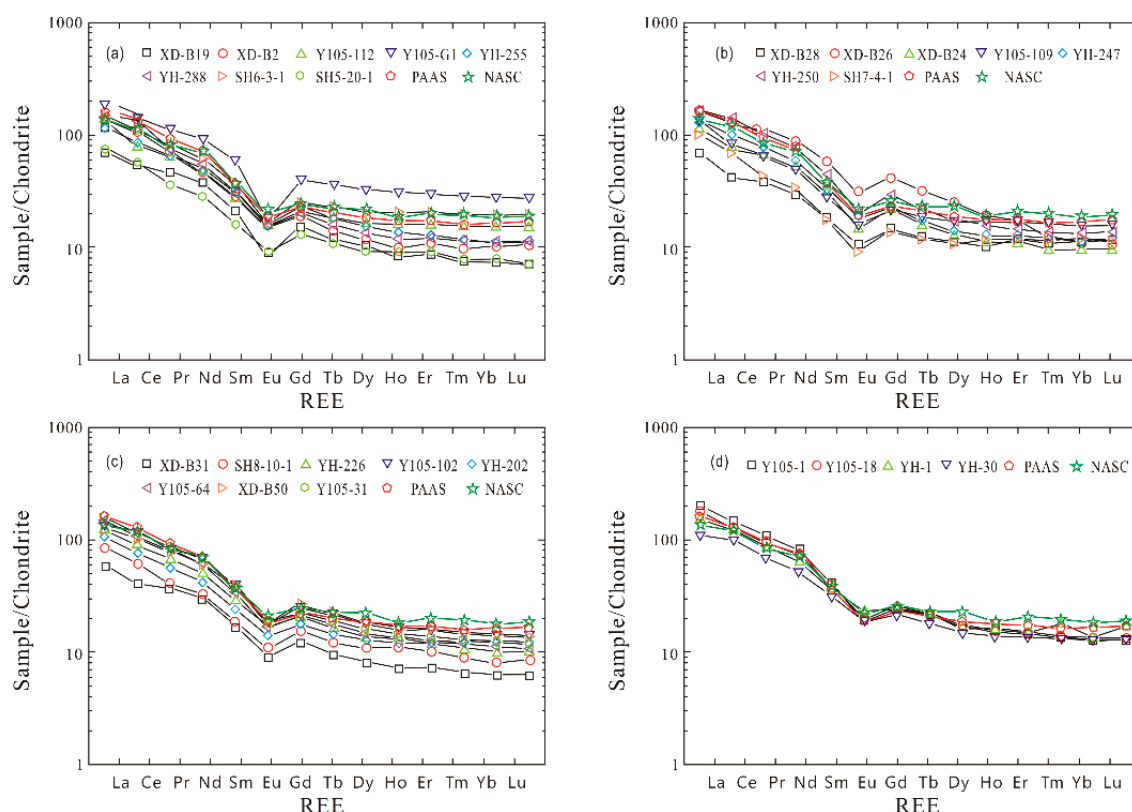 1000
(a) XD-B19 XD-B2 Y105-112 Y105-G1 YH-255
YH-288 SH6-3-1 SH5-20-1 PAAS NASC
100
10
1
Sample/Chondrite
La Ce Pr Nd Sm Eu Gd Tb Dy Ho Er Tm Yb Lu
REE
1000
(b) XD-B28 XD-B26 XD-B24 Y105-109 YH-247
YH-250 SH7-4-1 PAAS NASC
100
10
1
Sample/Chondrite
La Ce Pr Nd Sm Eu Gd Tb Dy Ho Er Tm Yb Lu
REE
1000
(c) XD-B31 SH8-10-1 YH-226 Y105-102 YH-202
Y105-64 XD-B50 Y105-31 PAAS NASC
100
10
1
Sample/Chondrite
La Ce Pr Nd Sm Eu Gd Tb Dy Ho Er Tm Yb Lu
REE
1000
(d) Y105-1 Y105-18 YH-1 YH-30 PAAS NASC
100
10
1
Sample/Chondrite
La Ce Pr Nd Sm Eu Gd Tb Dy Ho Er Tm Yb Lu
REE